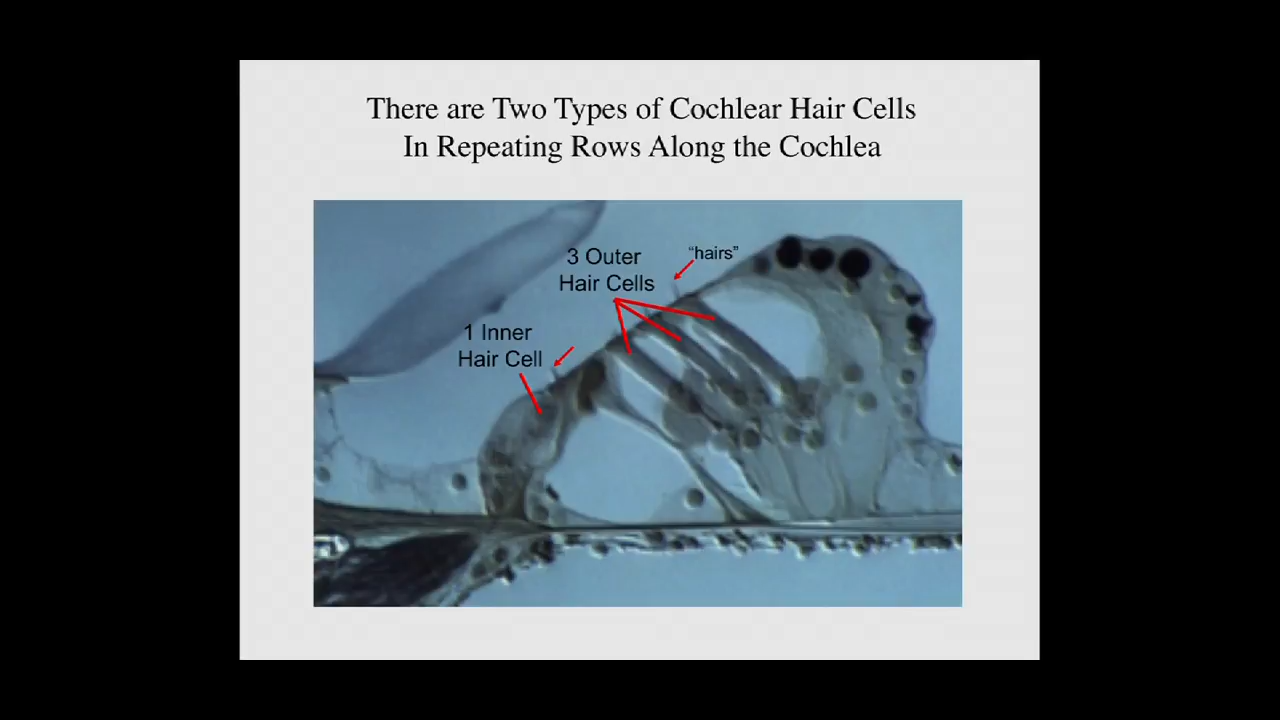 There are Two Types of Cochlear Hair Cells
In Repeating Rows Along the Cochlea
3 Outer
Hair Cells
"hairs"
1 Inner
Hair Cell